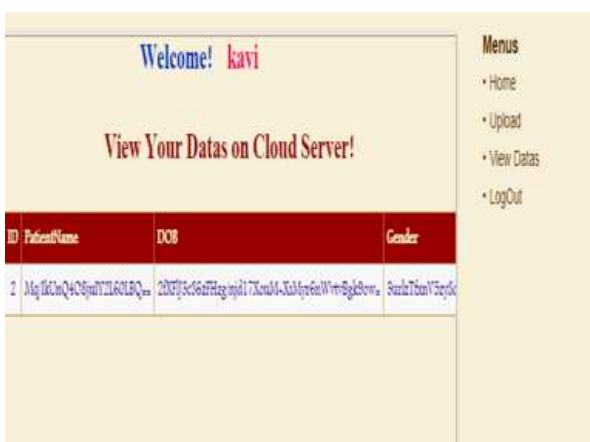 Welcome! kavi
View Your Datas on Cloud Server!
ID PatientName DOB Gender
2
Menus
• Home
• Upload
• View Datas
• LogOut